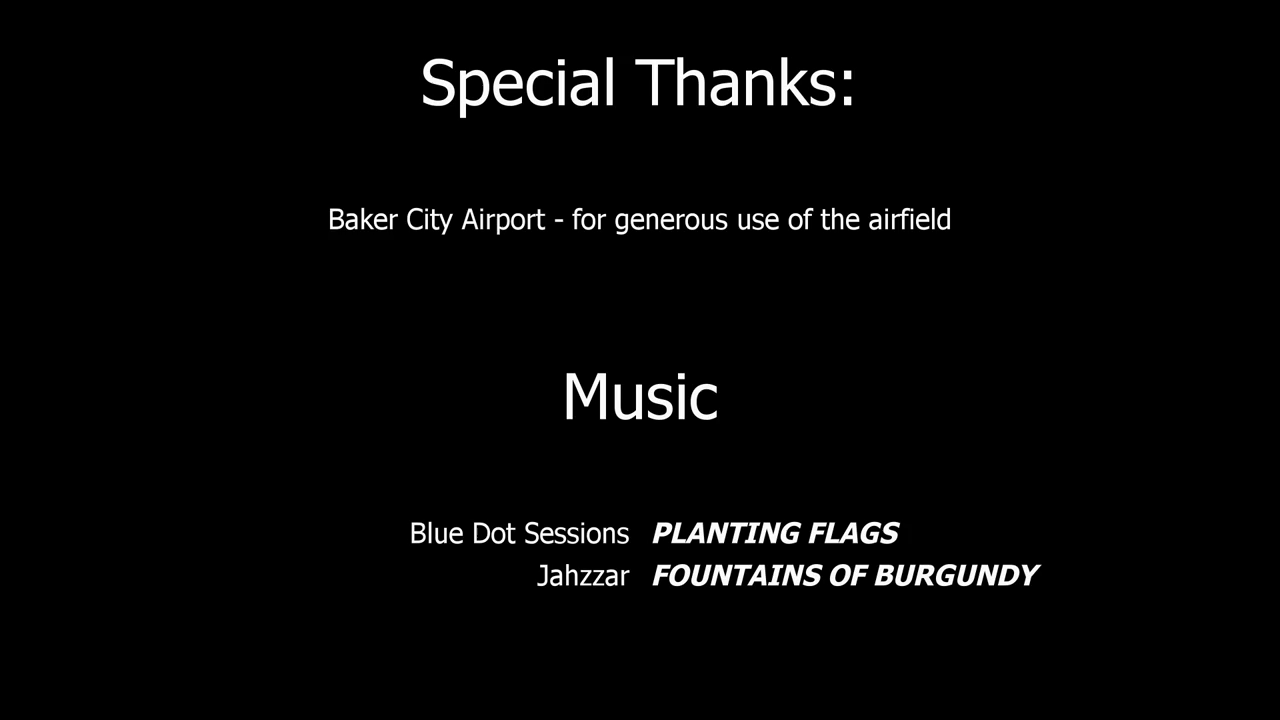 Special Thanks:
Baker City Airport - for generous use of the airfield
Music
Blue Dot Sessions PLANTING FLAGS
Jahzzar FOUNTAINS OF BURGUNDY